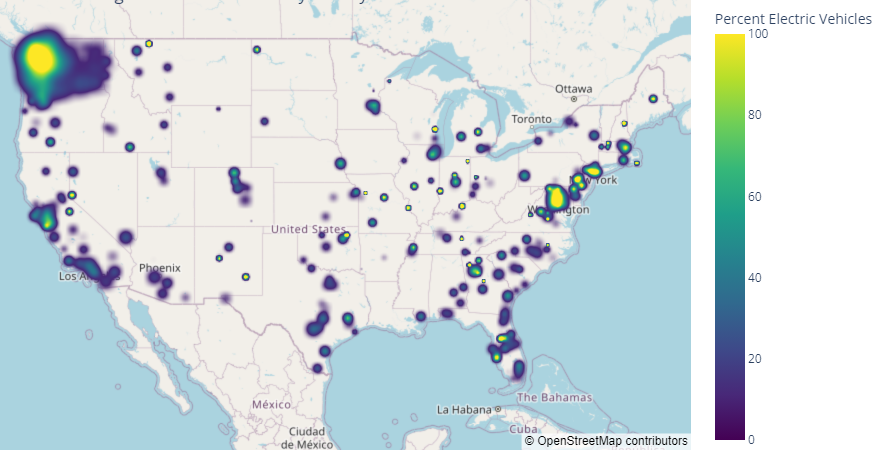 Percent Electric Vehicles
100
80
60
40
20
0
Ottawa
Toronto
New York
Washington
United States
Los A
Phoenix
México
Ciudad
de México
La Habana
The Bahamas
Cuba
© OpenStreetMap contributors